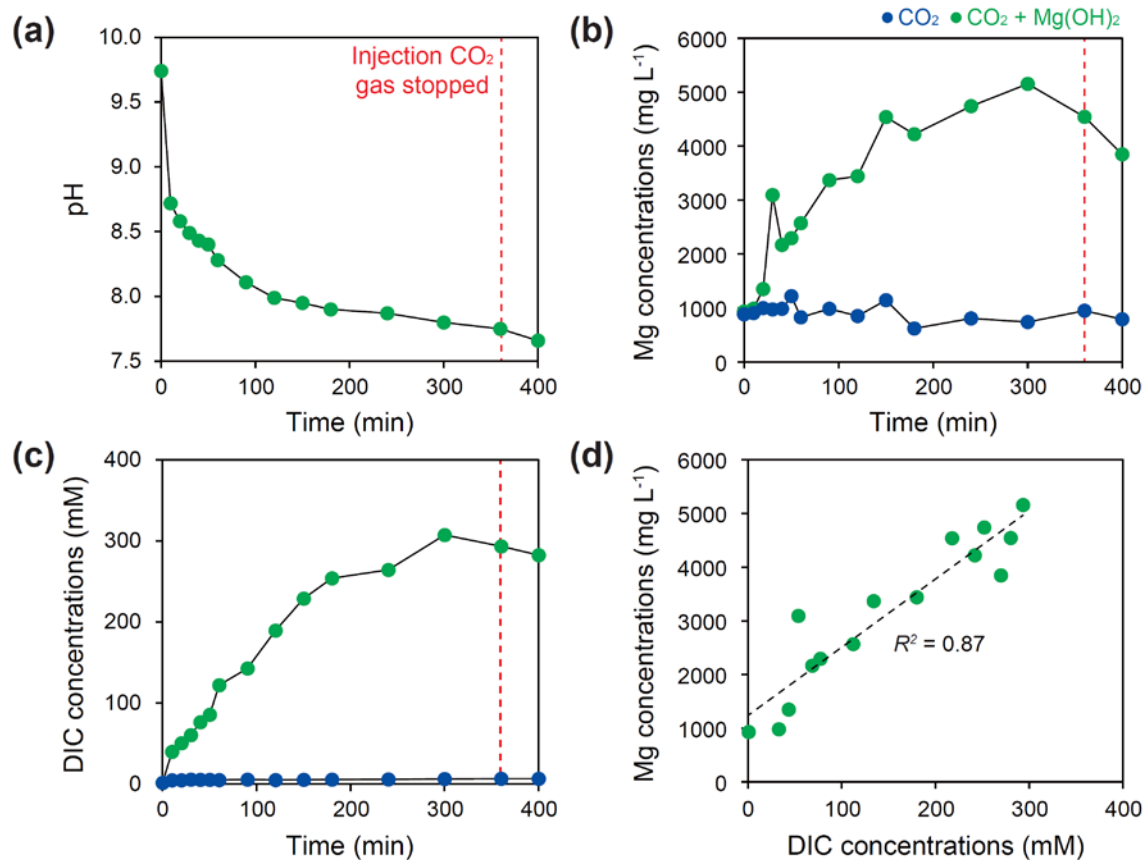 CO₂ CO₂ + Mg(OH)₂
(a)
10.0
9.5
9.0
8.5
8.0
7.5
pH
Injection CO₂
gas stopped
0 100 200 300 400
Time (min)
(b)
6000
5000
4000
3000
2000
1000
0
Mg concentrations (mg L⁻¹)
0 100 200 300 400
Time (min)
(c)
400
300
200
100
0
DIC concentrations (mM)
0 100 200 300 400
Time (min)
(d)
6000
5000
4000
3000
2000
1000
0
Mg concentrations (mg L⁻¹)
R² = 0.87
0 100 200 300 400
DIC concentrations (mM)